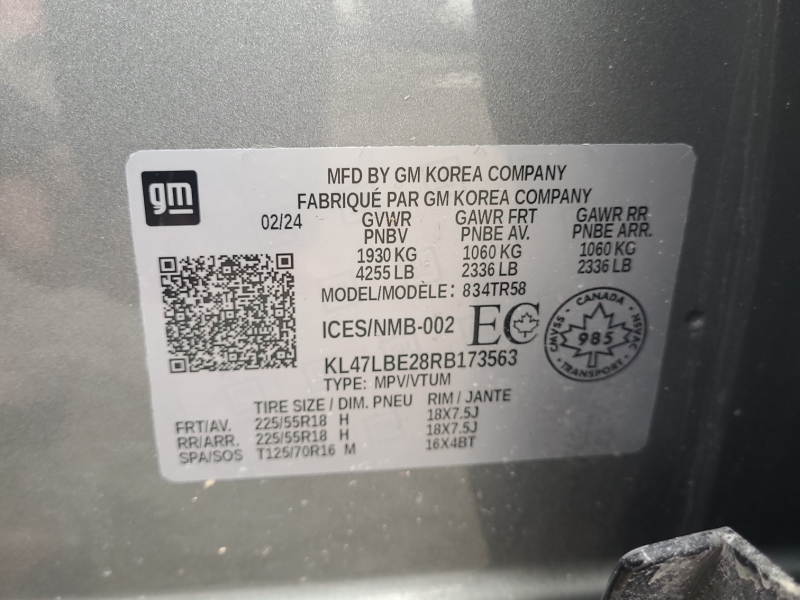 gm
MFD BY GM KOREA COMPANY
FABRIQUÉ PAR GM KOREA COMPANY
02/24 GVWR GAWR FRT GAWR RR
PNBV PNBE AV. PNBE ARR.
1930 KG 1060 KG 1060 KG
4255 LB 2336 LB 2336 LB
MODEL/MODÈLE: 834TR58
ICES/NMB-002 EC
CANADA
CMVSS 985 NSVAC
TRANSPORT
KL47LBE28RB173563
TYPE: MPV/VTUM
TIRE SIZE / DIM. PNEU RIM / JANTE
FRT/AV. 225/55R18 H 18X7.5J
RR/ARR. 225/55R18 H 18X7.5J
SPA/SOS T125/70R16 M 16X4BT